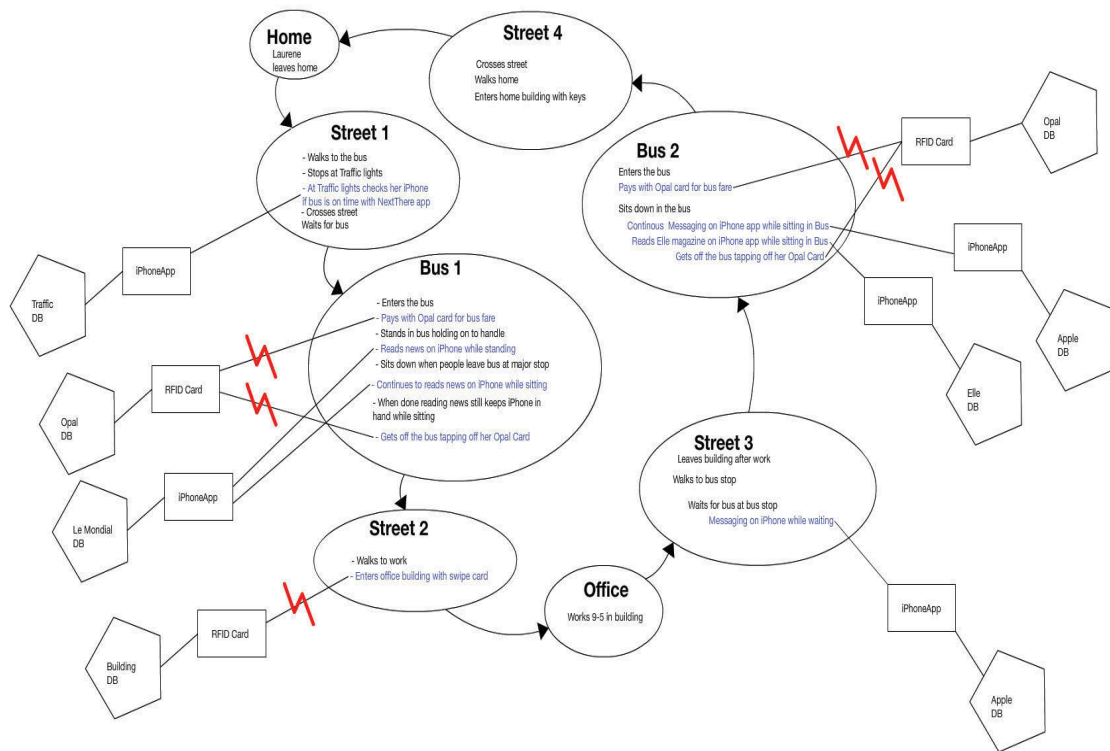 Home
Laurene
leaves home
Street 1
- Walks to the bus
- Stops at Traffic lights
- At Traffic lights checks her iPhone
if bus is on time with NextThere app
- Crosses street
Waits for bus
iPhoneApp
Traffic
DB
Bus 1
- Enters the bus
- Pays with Opal card for bus fare
- Stands in bus holding on to handle
- Reads news on iPhone while standing
- Sits down when people leave bus at major stop
- Continues to reads news on iPhone while sitting
- When done reading news still keeps iPhone in
hand while sitting
- Gets off the bus tapping off her Opal Card
RFID Card
Opal
DB
iPhoneApp
Le Mondial
DB
Street 2
- Walks to work
- Enters office building with swipe card
RFID Card
Building
DB
Office
Works 9-5 in building
Street 3
Leaves building after work
Walks to bus stop
Waits for bus at bus stop
Messaging on iPhone while waiting
iPhoneApp
Apple
DB
Bus 2
Enters the bus
Pays with Opal card for bus fare
Sits down in the bus
Continous Messaging on iPhone app while sitting in Bus
Reads Elle magazine on iPhone app while sitting in Bus
Gets off the bus tapping off her Opal Card
RFID Card
Opal
DB
iPhoneApp
Apple
DB
iPhoneApp
Elle
DB
Street 4
Crosses street
Walks home
Enters home building with keys